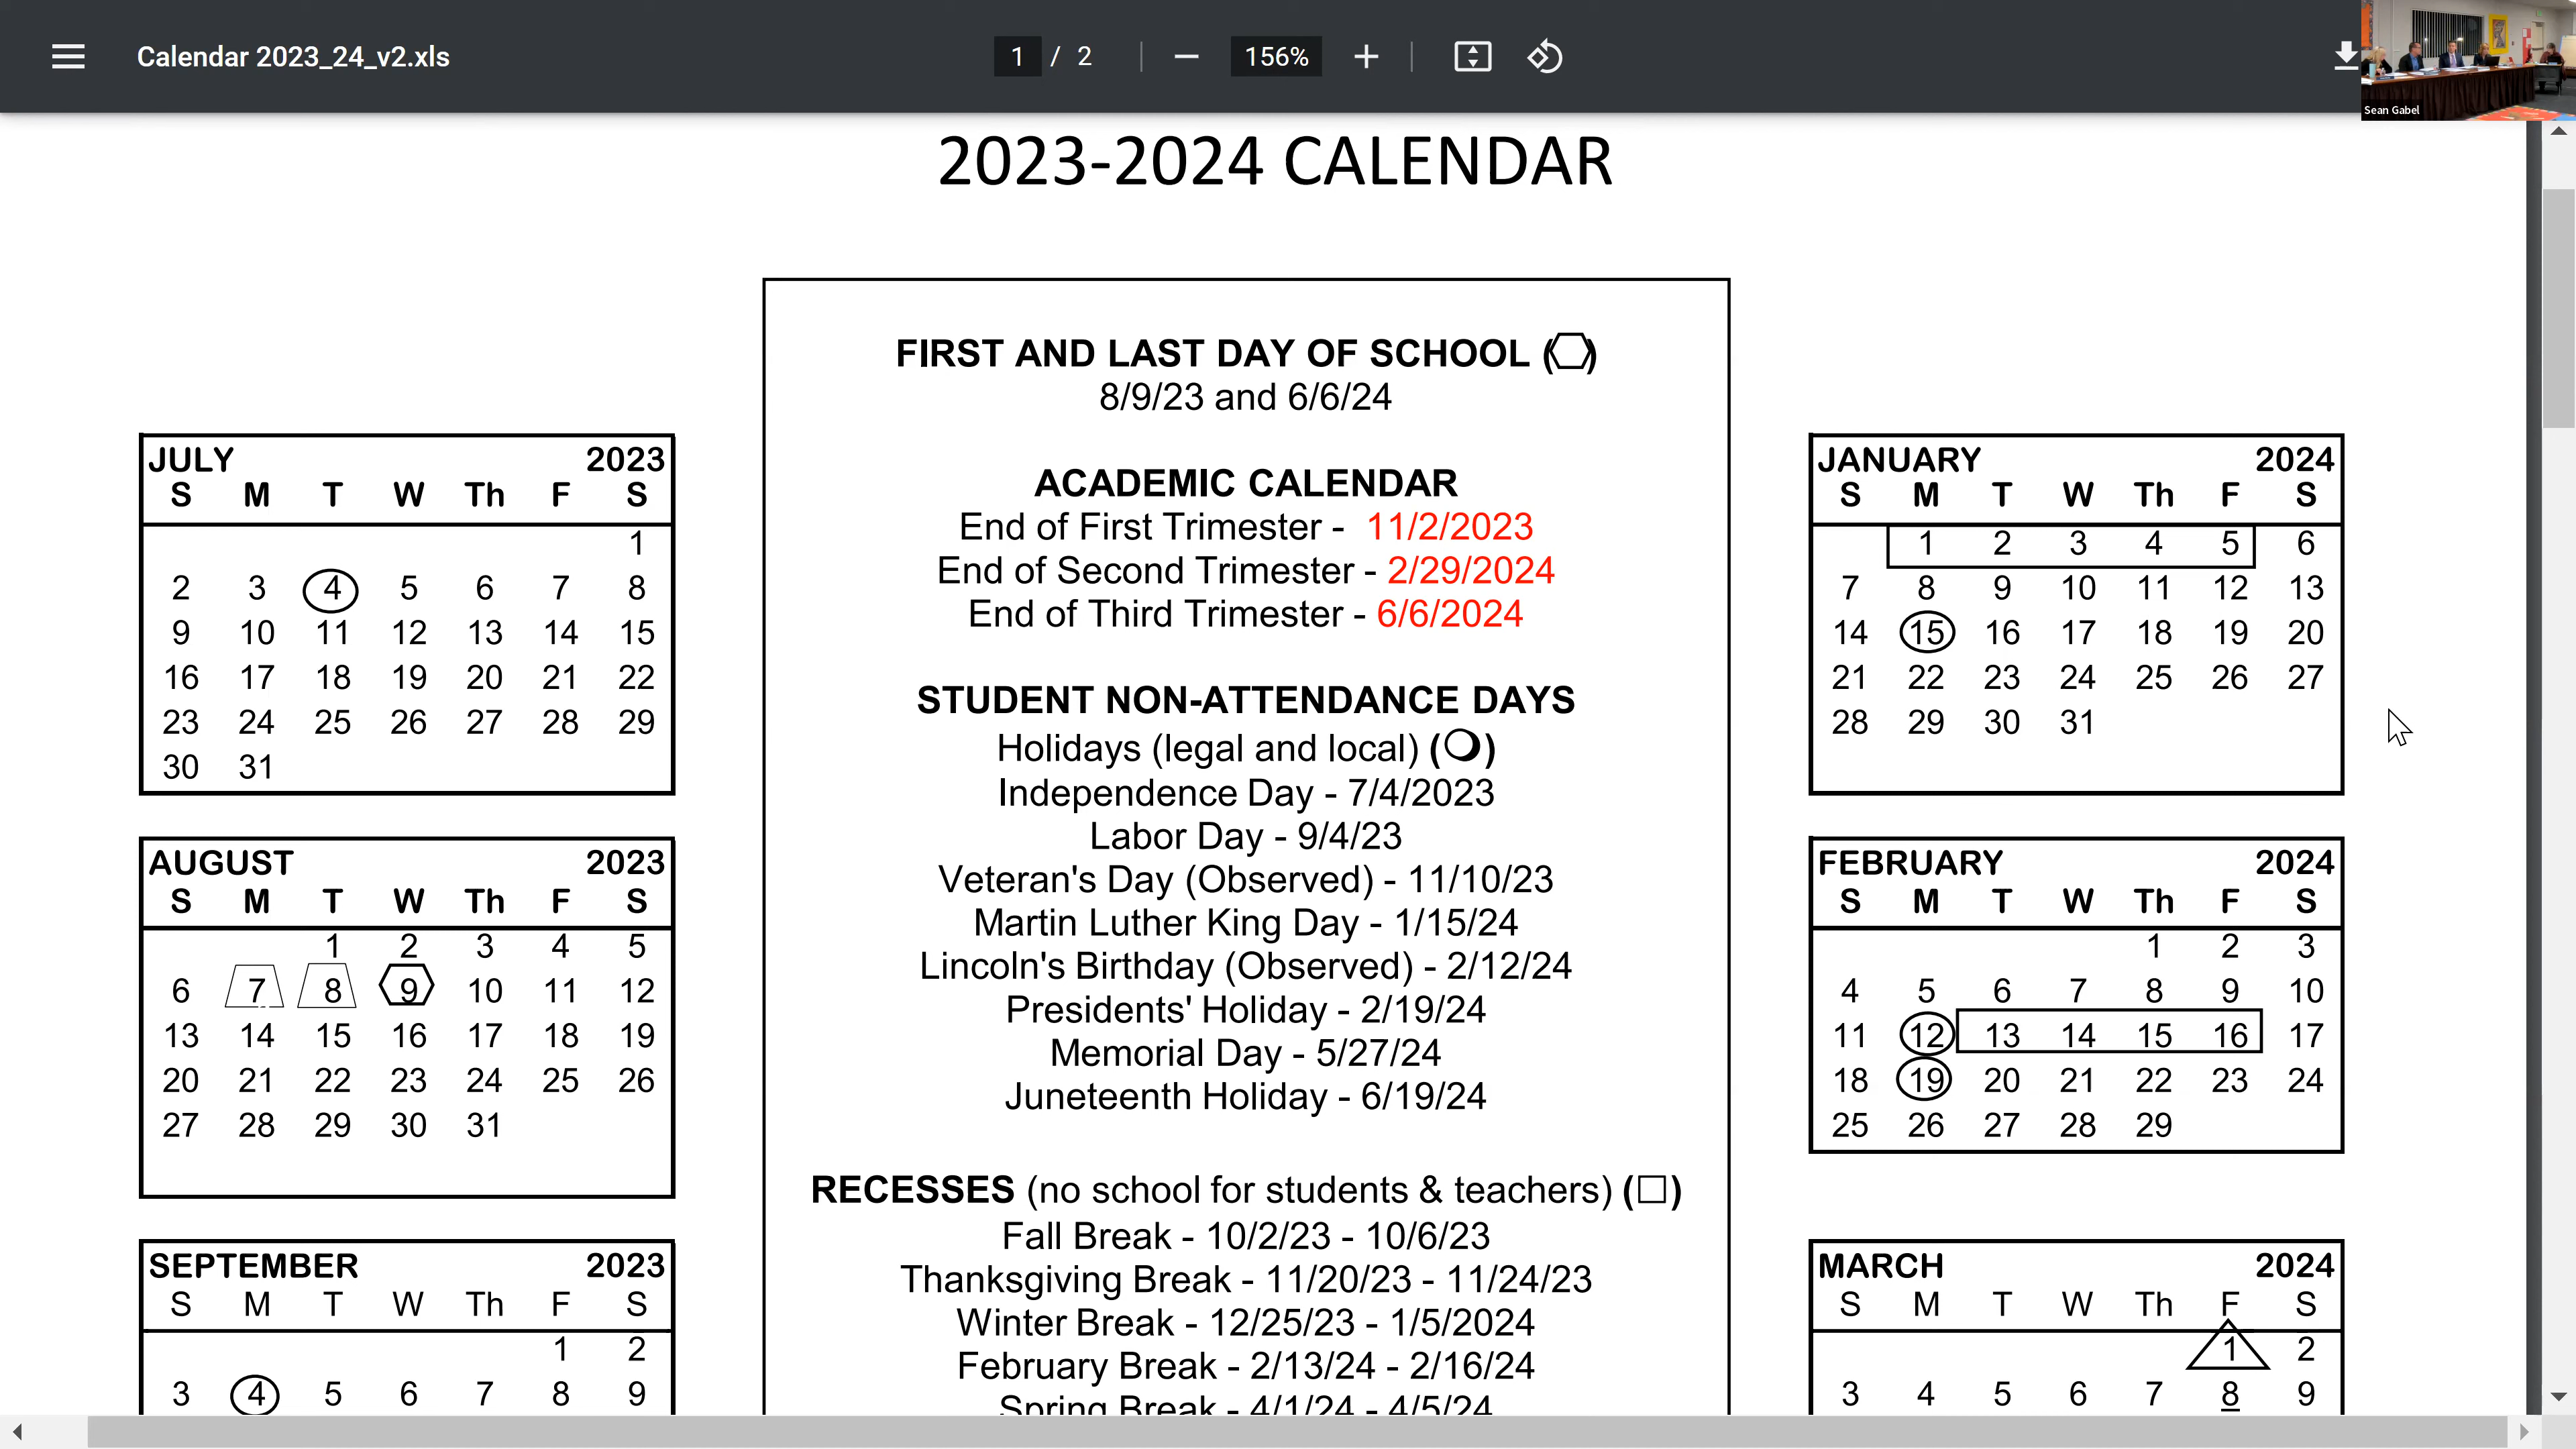 Calendar 2023_24_v2.xls
1 / 2
156%
Sean Gabel
2023-2024 CALENDAR
FIRST AND LAST DAY OF SCHOOL ( )
8/9/23 and 6/6/24
ACADEMIC CALENDAR
End of First Trimester - 11/2/2023
End of Second Trimester - 2/29/2024
End of Third Trimester - 6/6/2024
STUDENT NON-ATTENDANCE DAYS
Holidays (legal and local) ( )
Independence Day - 7/4/2023
Labor Day - 9/4/23
Veteran's Day (Observed) - 11/10/23
Martin Luther King Day - 1/15/24
Lincoln's Birthday (Observed) - 2/12/24
Presidents' Holiday - 2/19/24
Memorial Day - 5/27/24
Juneteenth Holiday - 6/19/24
RECESSES (no school for students & teachers) ( )
Fall Break - 10/2/23 - 10/6/23
Thanksgiving Break - 11/20/23 - 11/24/23
Winter Break - 12/25/23 - 1/5/2024
February Break - 2/13/24 - 2/16/24
Spring Break - 4/1/24 - 4/5/24
JULY 2023
S M T W Th F S
1
2 3 4 5 6 7 8
9 10 11 12 13 14 15
16 17 18 19 20 21 22
23 24 25 26 27 28 29
30 31
AUGUST 2023
S M T W Th F S
1 2 3 4 5
6 7 8 9 10 11 12
13 14 15 16 17 18 19
20 21 22 23 24 25 26
27 28 29 30 31
SEPTEMBER 2023
S M T W Th F S
1 2
3 4 5 6 7 8 9
JANUARY 2024
S M T W Th F S
1 2 3 4 5 6
7 8 9 10 11 12 13
14 15 16 17 18 19 20
21 22 23 24 25 26 27
28 29 30 31
FEBRUARY 2024
S M T W Th F S
1 2 3
4 5 6 7 8 9 10
11 12 13 14 15 16 17
18 19 20 21 22 23 24
25 26 27 28 29
MARCH 2024
S M T W Th F S
1 2
3 4 5 6 7 8 9